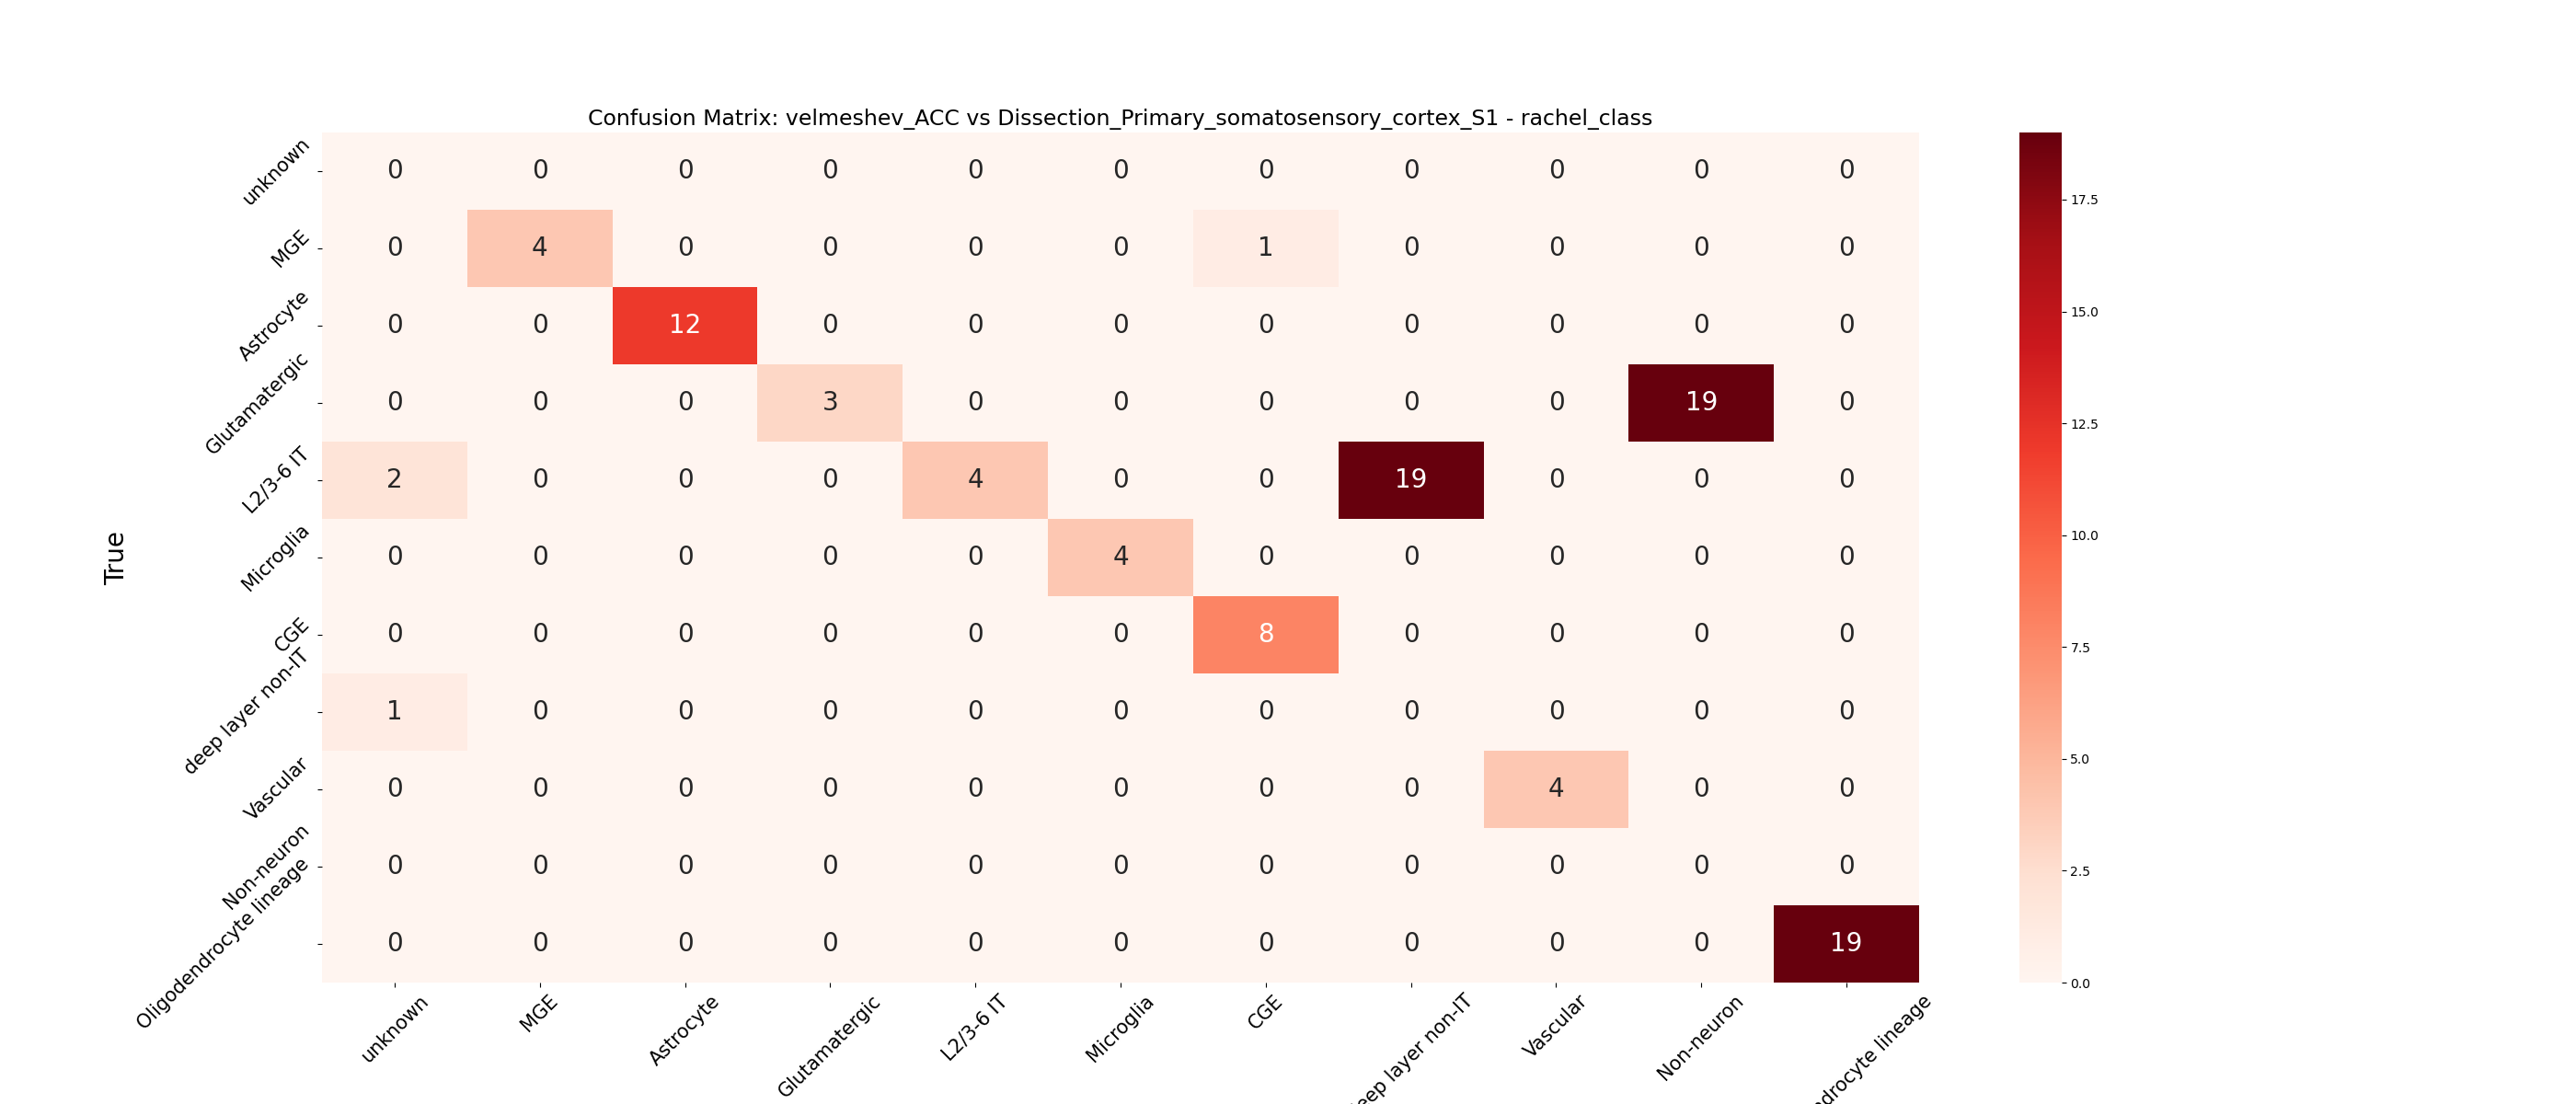 Confusion Matrix: velmeshev_ACC vs Dissection_Primary_somatosensory_cortex_S1 - rachel_class
True
unknown 0 0 0 0 0 0 0 0 0 0 0
MGE 0 4 0 0 0 0 1 0 0 0 0
Astrocyte 0 0 12 0 0 0 0 0 0 0 0
Glutamatergic 0 0 0 3 0 0 0 0 0 19 0
L2/3-6 IT 2 0 0 0 4 0 0 19 0 0 0
Microglia 0 0 0 0 0 4 0 0 0 0 0
CGE 0 0 0 0 0 0 8 0 0 0 0
deep layer non-IT 1 0 0 0 0 0 0 0 0 0 0
Vascular 0 0 0 0 0 0 0 0 4 0 0
Non-neuron 0 0 0 0 0 0 0 0 0 0 0
Oligodendrocyte lineage 0 0 0 0 0 0 0 0 0 0 19
unknown MGE Astrocyte Glutamatergic L2/3-6 IT Microglia CGE eep layer non-IT Vascular Non-neuron ndrocyte lineage
17.5
15.0
12.5
10.0
7.5
5.0
2.5
0.0